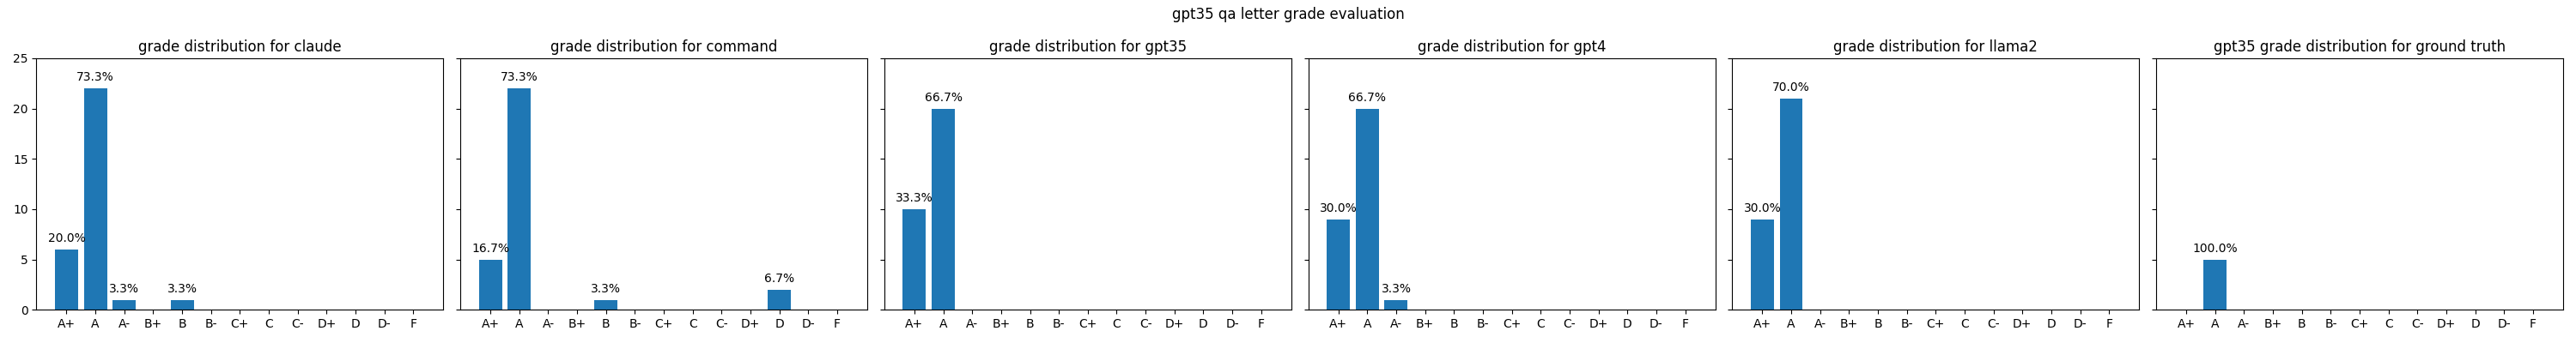 gpt35 qa letter grade evaluation
grade distribution for claude
25
20
15
10
5
0
20.0%
73.3%
3.3%
3.3%
A+ A A- B+ B B- C+ C C- D+ D D- F
grade distribution for command
16.7%
73.3%
3.3%
6.7%
A+ A A- B+ B B- C+ C C- D+ D D- F
grade distribution for gpt35
33.3%
66.7%
A+ A A- B+ B B- C+ C C- D+ D D- F
grade distribution for gpt4
30.0%
66.7%
3.3%
A+ A A- B+ B B- C+ C C- D+ D D- F
grade distribution for llama2
30.0%
70.0%
A+ A A- B+ B B- C+ C C- D+ D D- F
gpt35 grade distribution for ground truth
100.0%
A+ A A- B+ B B- C+ C C- D+ D D- F